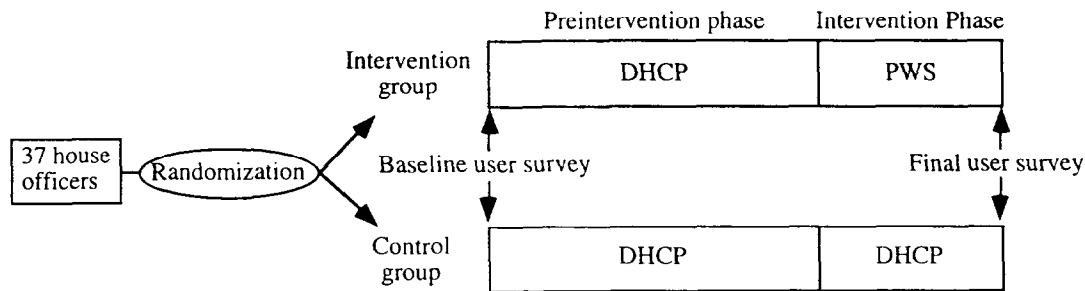 Preintervention phase
Intervention Phase
Intervention
group
DHCP
PWS
37 house
officers
Randomization
Baseline user survey
Final user survey
Control
group
DHCP
DHCP